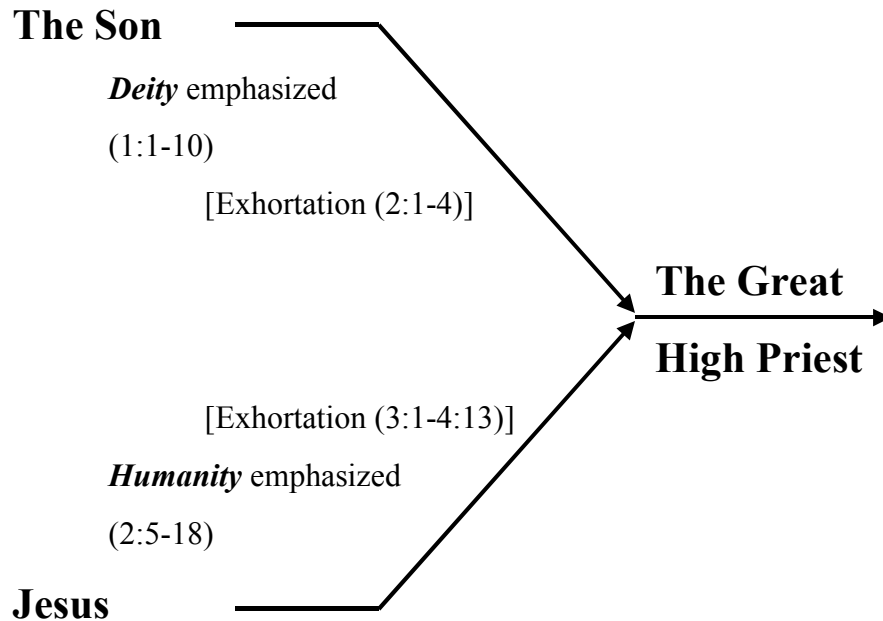 The Son
Deity emphasized
(1:1-10)
[Exhortation (2:1-4)]
The Great
High Priest
[Exhortation (3:1-4:13)]
Humanity emphasized
(2:5-18)
Jesus